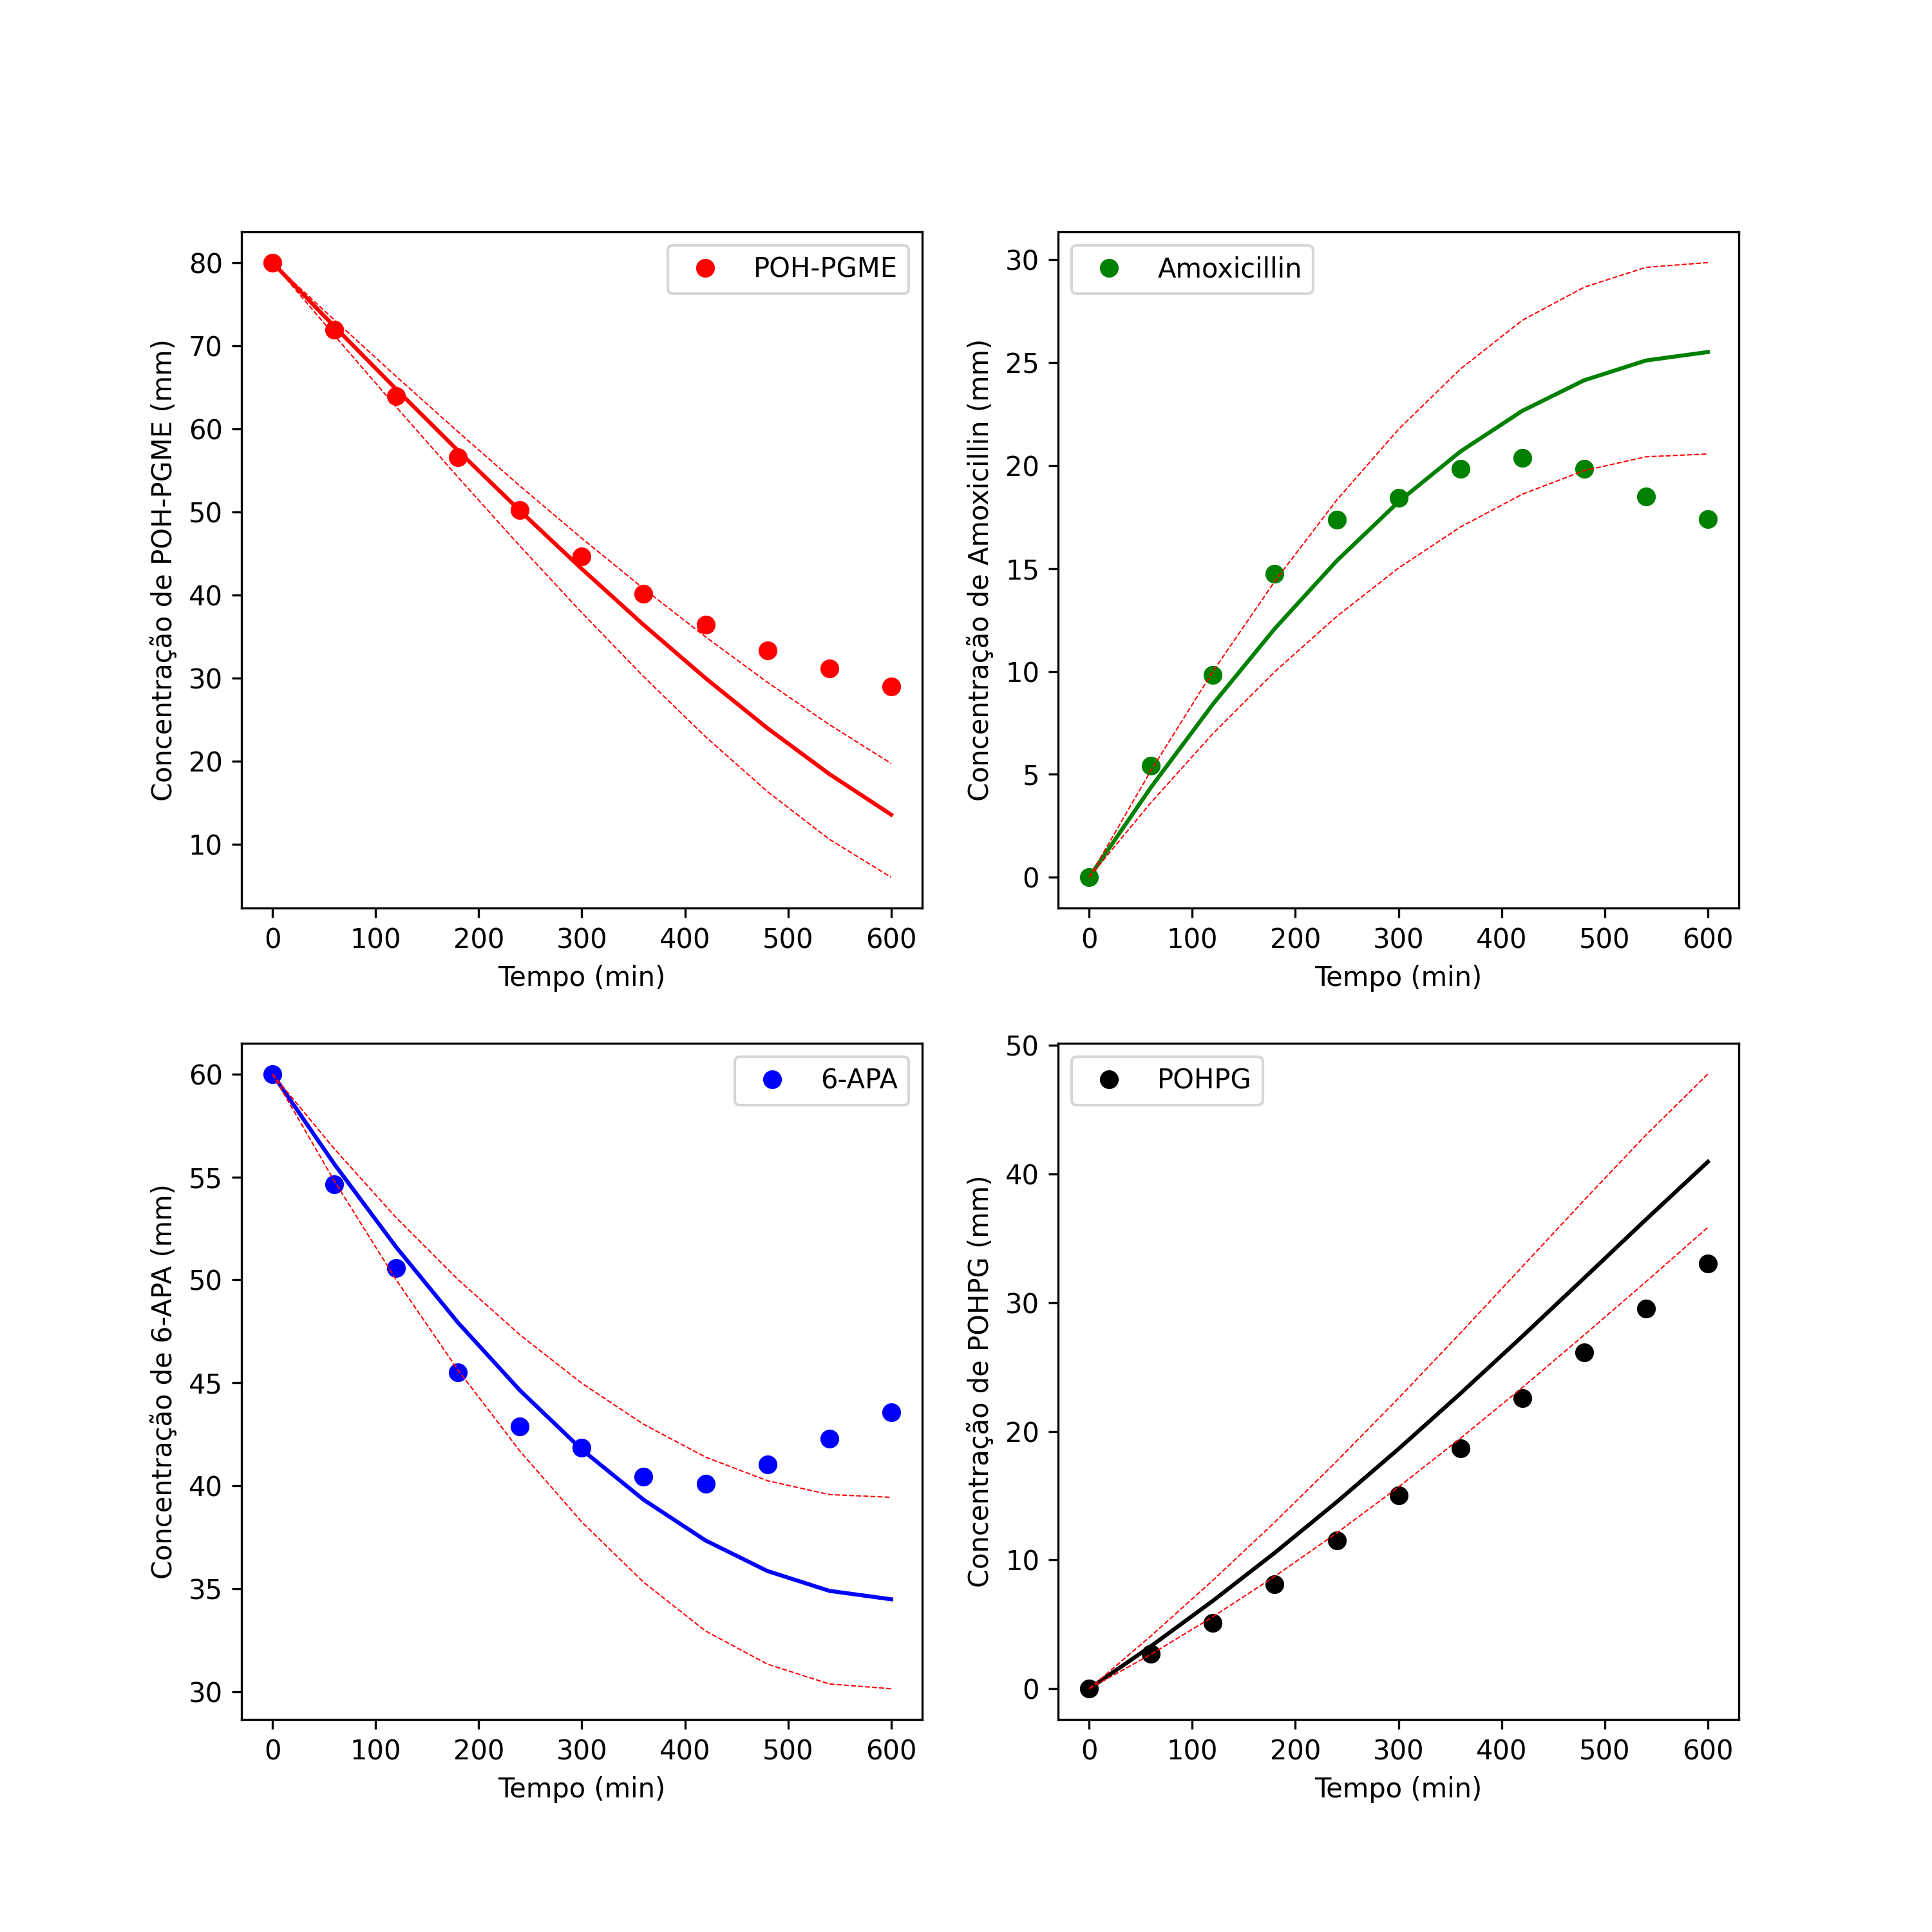 POH-PGME
Concentração de POH-PGME (mm)
80
70
60
50
40
30
20
10
0 100 200 300 400 500 600
Tempo (min)
Amoxicillin
Concentração de Amoxicillin (mm)
30
25
20
15
10
5
0
0 100 200 300 400 500 600
Tempo (min)
6-APA
Concentração de 6-APA (mm)
60
55
50
45
40
35
30
0 100 200 300 400 500 600
Tempo (min)
POHPG
Concentração de POHPG (mm)
50
40
30
20
10
0
0 100 200 300 400 500 600
Tempo (min)